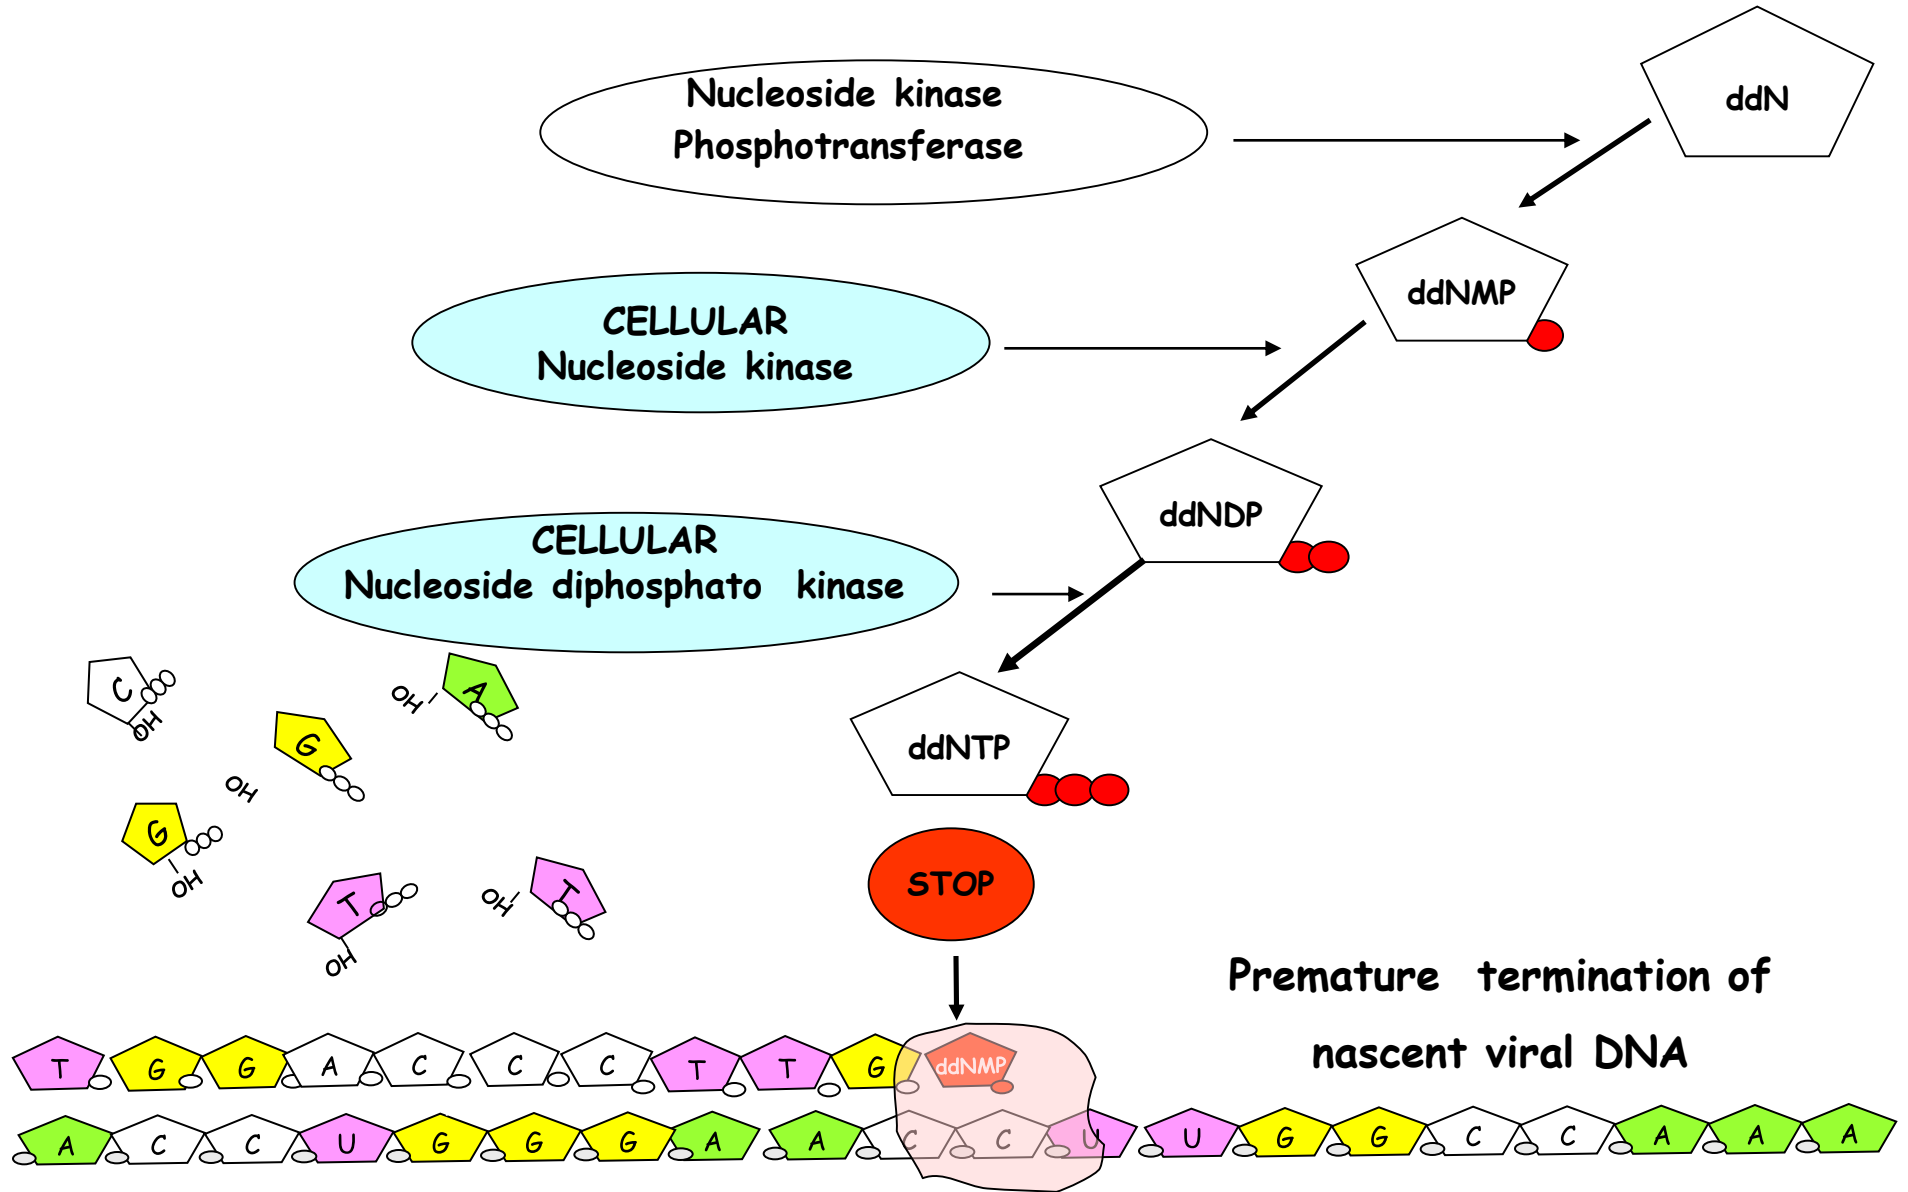 ddN
Nucleoside kinase
Phosphotransferase
ddNMP
CELLULAR
Nucleoside kinase
ddNDP
CELLULAR
Nucleoside diphosphato kinase
ddNTP
C
OH
OH
A
G
OH
G
OH
T
OH
OH
T
STOP
Premature termination of
nascent viral DNA
T G G A C C C T T G ddNMP
A C C U G G G A A C C U U G G C C A A A